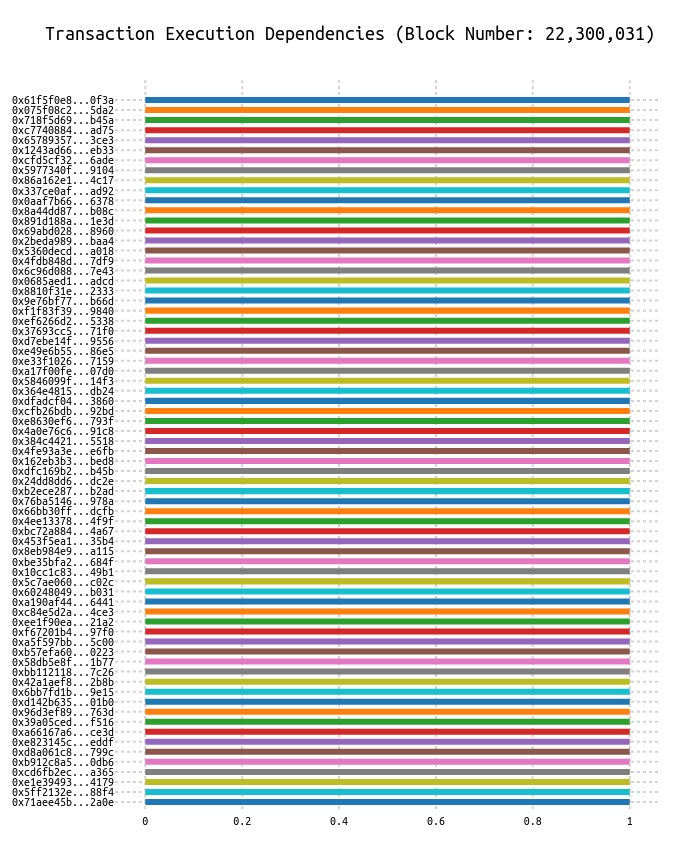 Transaction Execution Dependencies (Block Number: 22,300,031)
0x61f5f0e8...0f3a
0x075f08c2...5da2
0x718f5d69...b45a
0xc7740884...ad75
0x65789357...3ce3
0x1243ad66...eb33
0xcfd5cf32...6ade
0x5977340f...9104
0x86a162e1...4c17
0x337ce0af...ad92
0x0aaf7b66...6378
0x8a44dd87...b08c
0x891d188a...1e3d
0x69abd028...8960
0x2beda989...baa4
0x5360decd...a018
0x4fdb848d...7df9
0x6c96d088...7e43
0x0685aed1...adcd
0x8810f31e...2333
0x9e76bf77...b66d
0xf1f83f39...9840
0xef6266d2...5338
0x37693cc5...71f0
0xd7ebe14f...9556
0xe49e6b55...86e5
0xe33f1026...7159
0xa17f00fe...07d0
0x5846099f...14f3
0x364e4815...db24
0xdfadcf04...3860
0xcfb26bdb...92bd
0xe8630ef6...793f
0x4a0e76c6...91c8
0x384c4421...5518
0x4fe93a3e...e6fb
0x162eb3b3...bed8
0xdfc169b2...b45b
0x24dd8dd6...dc2e
0xb2ece287...b2ad
0x76ba5146...978a
0x66bb30ff...dcfb
0x4ee13378...4f9f
0xbc72a884...4a67
0x453f5ea1...35b4
0x8eb984e9...a115
0xbe35bfa2...684f
0x10cc1c83...49b1
0x5c7ae060...c02c
0x60248049...b031
0xa190af44...6441
0xc84e5d2a...4ce3
0xee1f90ea...21a2
0xf67201b4...97f0
0xa5f597bb...5c00
0xb57efa60...0223
0x58db5e8f...1b77
0xbb112118...7c26
0x42a1aef8...2b8b
0x6bb7fd1b...9e15
0xd142b635...01b0
0x96d3ef89...763d
0x39a05ced...f516
0xa66167a6...ce3d
0xe823145c...eddf
0xd8a061c8...799c
0xb912c8a5...0db6
0xcd6fb2ec...a365
0xe1e39493...4179
0x5ff2132e...88f4
0x71aee45b...2a0e
0 0.2 0.4 0.6 0.8 1